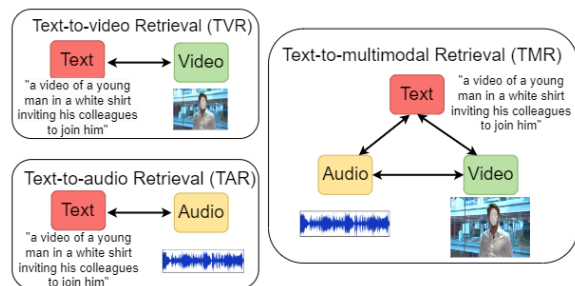 Text-to-video Retrieval (TVR)
Text
Video
"a video of a young
man in a white shirt
inviting his colleagues
to join him"
Text-to-audio Retrieval (TAR)
Text
Audio
"a video of a young
man in a white shirt
inviting his colleagues
to join him"
Text-to-multimodal Retrieval (TMR)
Text
"a video of a young
man in a white shirt
inviting his colleagues
to join him"
Audio
Video